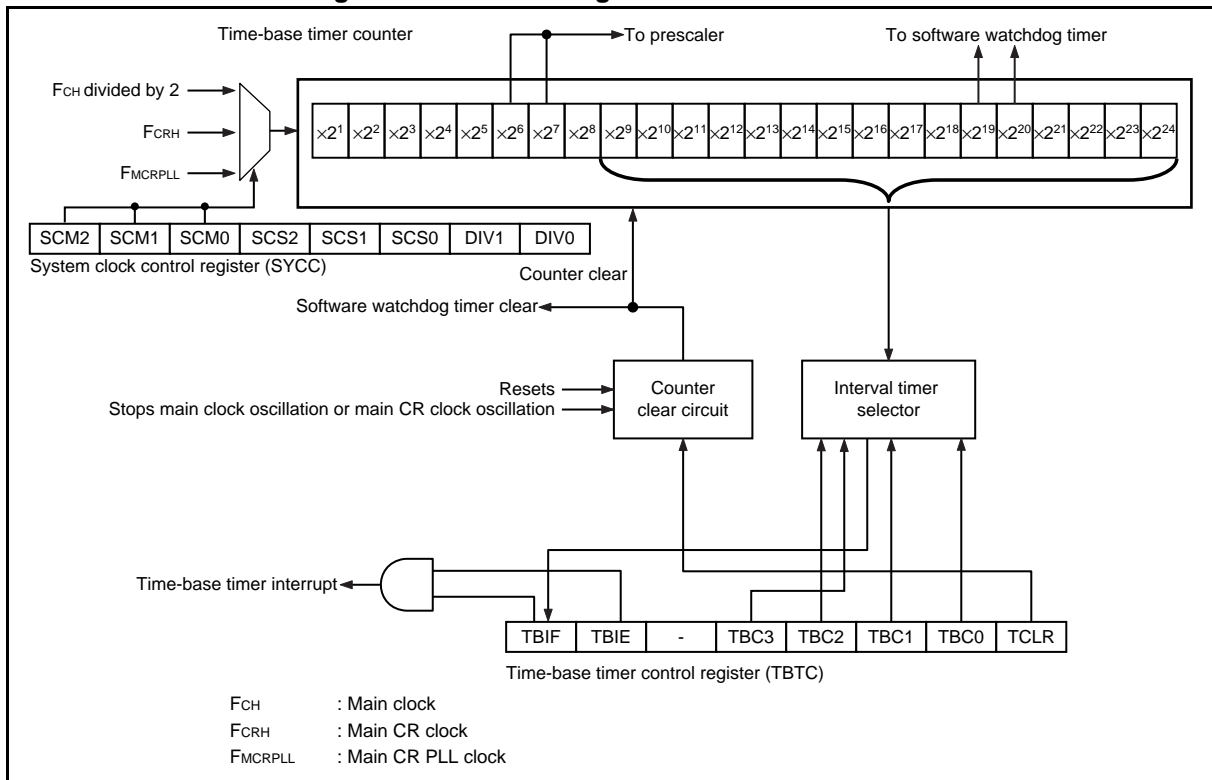 Time-base timer counter
To prescaler
To software watchdog timer
FCH divided by 2
FCRH
FMCRPLL
×2¹ ×2² ×2³ ×2⁴ ×2⁵ ×2⁶ ×2⁷ ×2⁸ ×2⁹ ×2¹⁰ ×2¹¹ ×2¹² ×2¹³ ×2¹⁴ ×2¹⁵ ×2¹⁶ ×2¹⁷ ×2¹⁸ ×2¹⁹ ×2²⁰ ×2²¹ ×2²² ×2²³ ×2²⁴
SCM2 SCM1 SCM0 SCS2 SCS1 SCS0 DIV1 DIV0
System clock control register (SYCC)
Counter clear
Software watchdog timer clear
Resets
Stops main clock oscillation or main CR clock oscillation
Counter
clear circuit
Interval timer
selector
Time-base timer interrupt
TBIF TBIE - TBC3 TBC2 TBC1 TBC0 TCLR
Time-base timer control register (TBTC)
FCH : Main clock
FCRH : Main CR clock
FMCRPLL : Main CR PLL clock